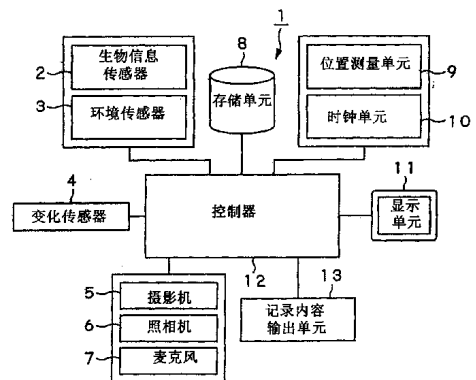 1
8
2
生物信息
传感器
3
环境传感器
存储单元
位置测量单元
9
时钟单元
10
4
变化传感器
控制器
11
显示
单元
12
5
摄影机
6
照相机
7
麦克风
13
记录内容
输出单元